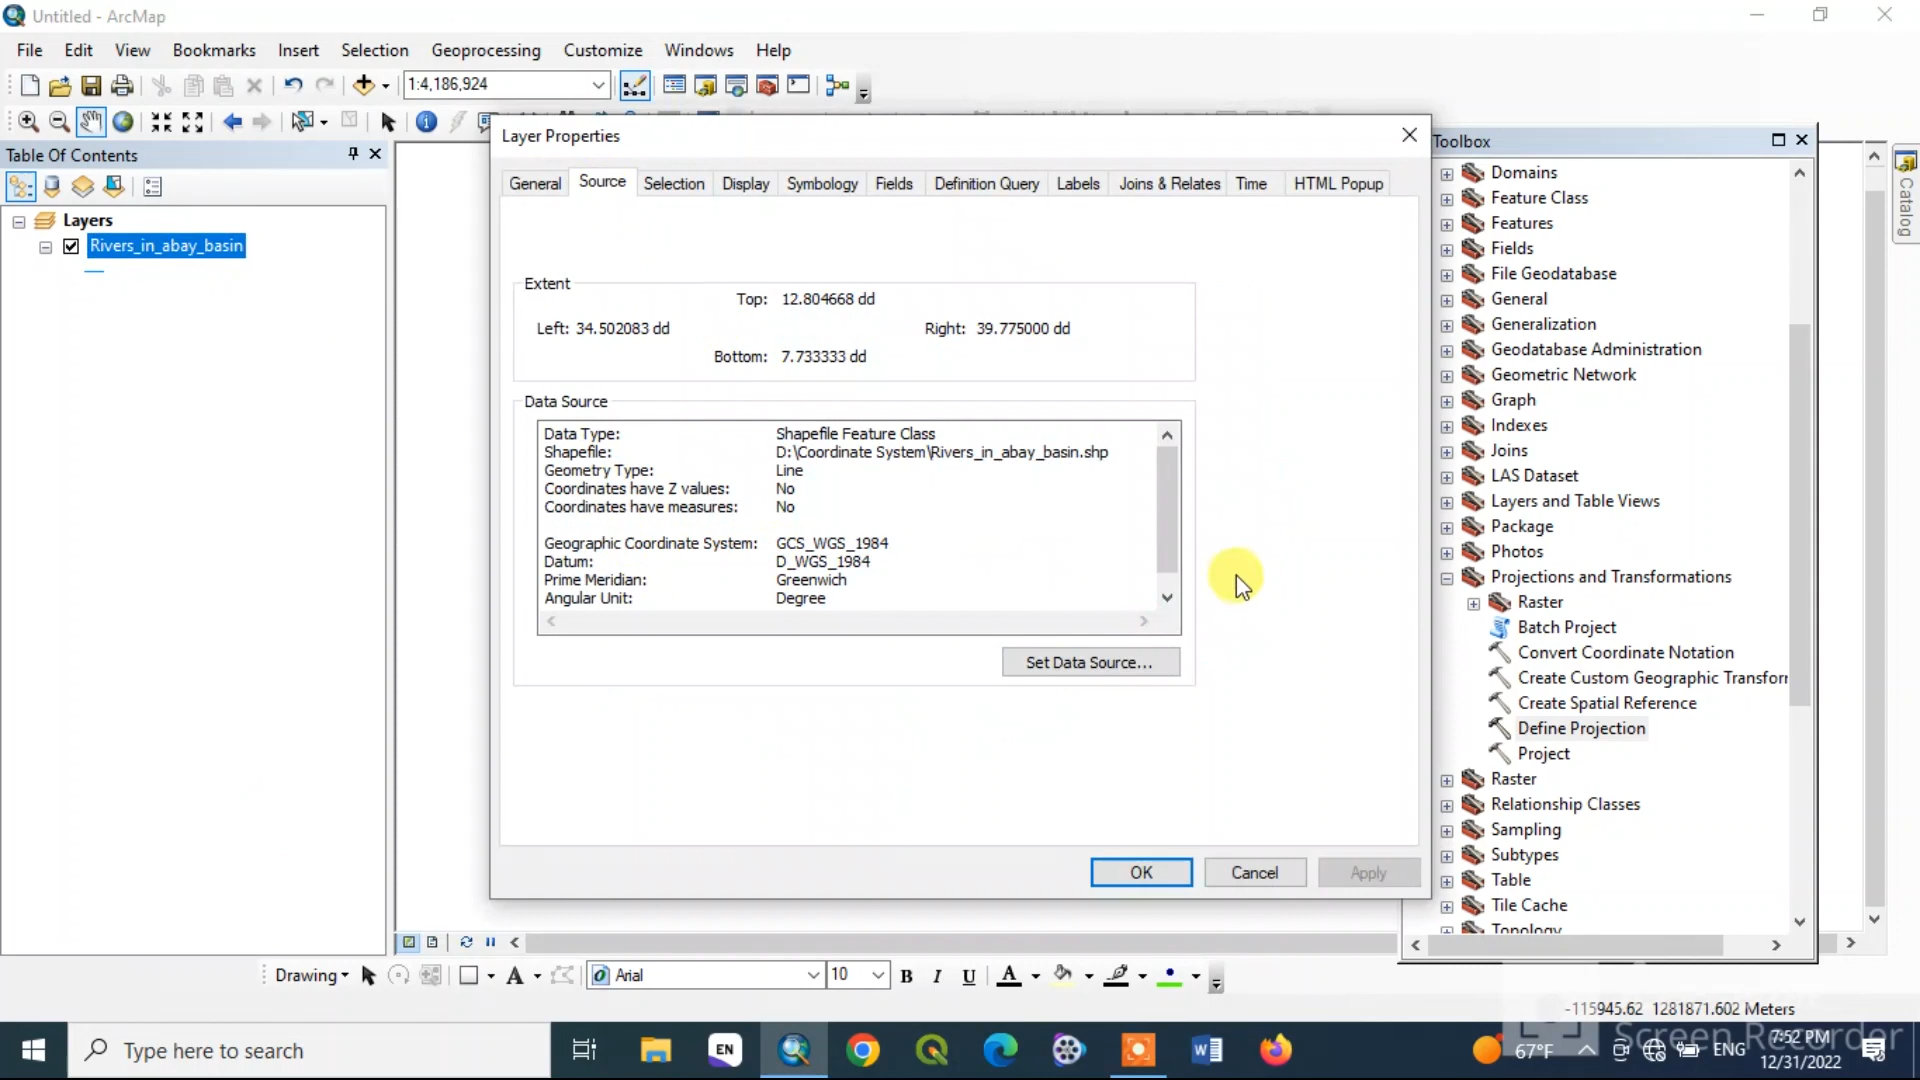 Untitled - ArcMap
File Edit View Bookmarks Insert Selection Geoprocessing Customize Windows Help
1:4,186,924
Table Of Contents
Layers
Rivers_in_abay_basin
Layer Properties
General Source Selection Display Symbology Fields Definition Query Labels Joins & Relates Time HTML Popup
Extent
Top: 12.804668 dd
Left: 34.502083 dd Right: 39.775000 dd
Bottom: 7.733333 dd
Data Source
Data Type: Shapefile Feature Class
Shapefile: D:\Coordinate System\Rivers_in_abay_basin.shp
Geometry Type: Line
Coordinates have Z values: No
Coordinates have measures: No
Geographic Coordinate System: GCS_WGS_1984
Datum: D_WGS_1984
Prime Meridian: Greenwich
Angular Unit: Degree
Set Data Source...
OK Cancel Apply
Toolbox
Domains
Feature Class
Features
Fields
File Geodatabase
General
Generalization
Geodatabase Administration
Geometric Network
Graph
Indexes
Joins
LAS Dataset
Layers and Table Views
Package
Photos
Projections and Transformations
Raster
Batch Project
Convert Coordinate Notation
Create Custom Geographic Transfor
Create Spatial Reference
Define Projection
Project
Raster
Relationship Classes
Sampling
Subtypes
Table
Tile Cache
Topology
Catalog
Drawing Arial 10 B I U A
-115945.62 1281871.602 Meters
Screen Recorder
Type here to search
EN
67°F ENG 7:52 PM
12/31/2022